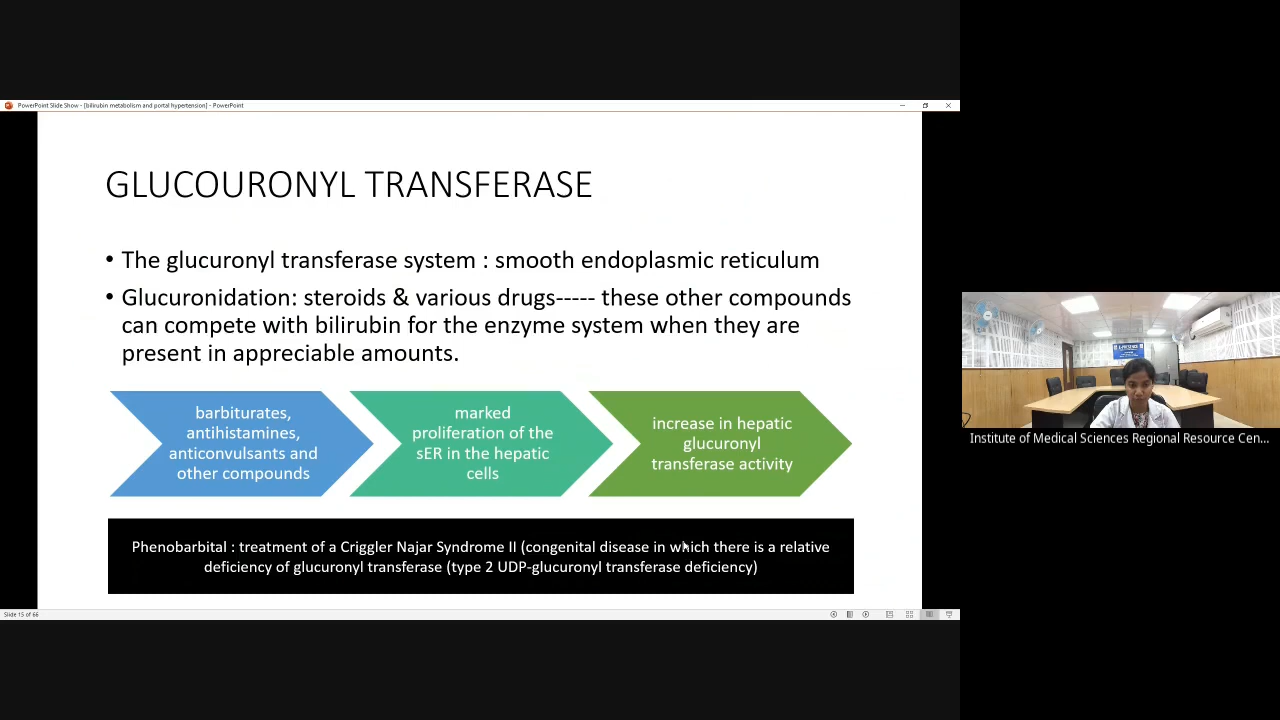 PowerPoint Slide Show - [bilirubin metabolism and portal hypertension] - PowerPoint
GLUCOURONYL TRANSFERASE
• The glucuronyl transferase system : smooth endoplasmic reticulum
• Glucuronidation: steroids & various drugs----- these other compounds
can compete with bilirubin for the enzyme system when they are
present in appreciable amounts.
barbiturates,
antihistamines,
anticonvulsants and
other compounds
marked
proliferation of the
sER in the hepatic
cells
increase in hepatic
glucuronyl
transferase activity
Phenobarbital : treatment of a Criggler Najar Syndrome II (congenital disease in which there is a relative
deficiency of glucuronyl transferase (type 2 UDP-glucuronyl transferase deficiency)
Slide 15 of 66
Institute of Medical Sciences Regional Resource Cen...